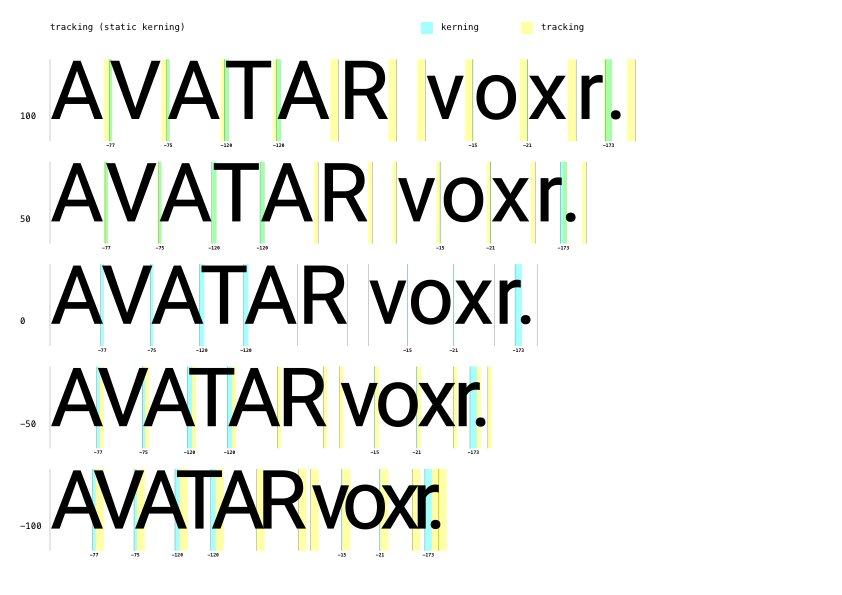 tracking (static kerning) kerning tracking
100 AVATAR voxr.
-77 -75 -120 -120 -15 -21 -173
50 AVATAR voxr.
-77 -75 -120 -120 -15 -21 -173
0 AVATAR voxr.
-77 -75 -120 -120 -15 -21 -173
-50 AVATAR voxr.
-77 -75 -120 -120 -15 -21 -173
-100 AVATAR voxr.
-77 -75 -120 -120 -15 -21 -173